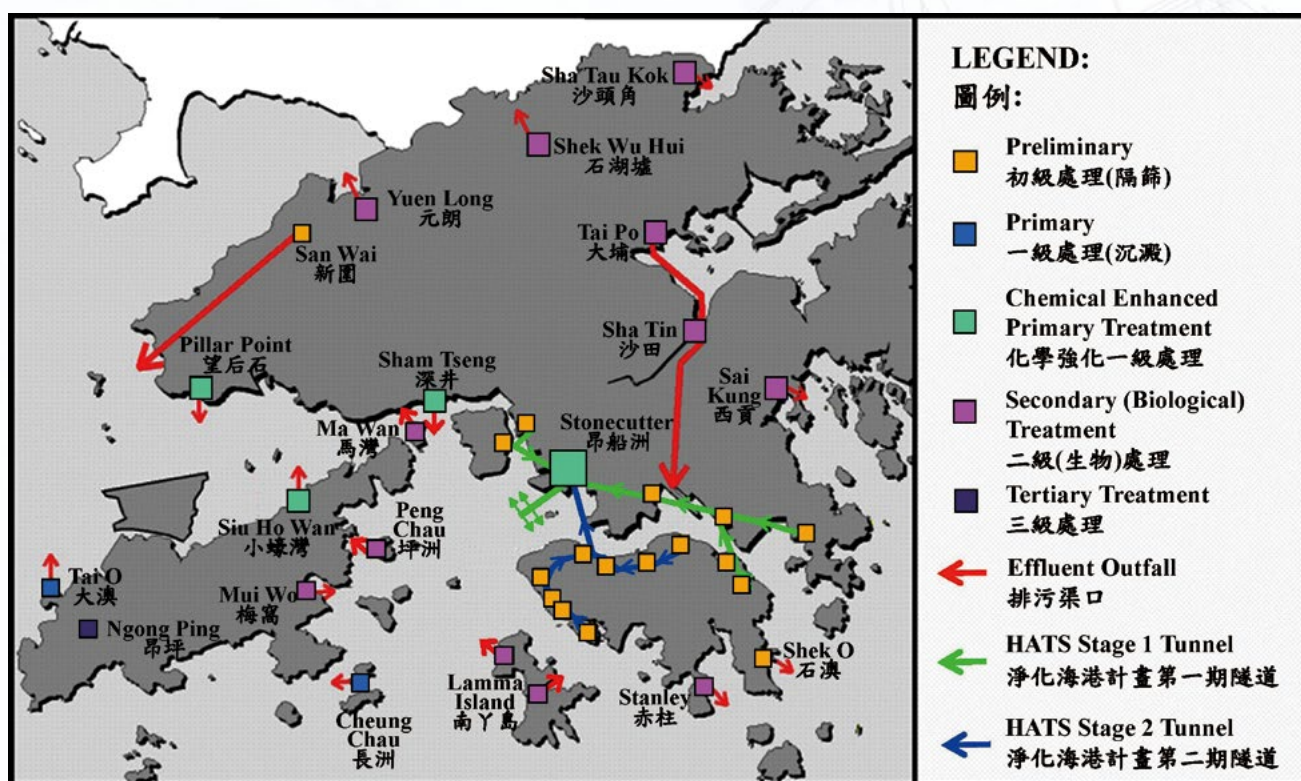 Sha Tau Kok
沙頭角
Shek Wu Hui
石湖墟
Yuen Long
元朗
San Wai
新圍
Tai Po
大埔
Sha Tin
沙田
Pillar Point
望后石
Sham Tseng
深井
Sai
Kung
西貢
Ma Wan
馬灣
Stonecutter
昂船洲
Siu Ho Wan
小蠔灣
Peng
Chau
坪洲
Tai O
大澳
Mui Wo
梅窩
Ngong Ping
昂坪
Cheung
Chau
長洲
Lamma
Island
南丫島
Stanley
赤柱
Shek O
石澳
LEGEND:
圖例:
Preliminary
初級處理(隔篩)
Primary
一級處理(沉澱)
Chemical Enhanced
Primary Treatment
化學強化一級處理
Secondary (Biological)
Treatment
二級(生物)處理
Tertiary Treatment
三級處理
Effluent Outfall
排污渠口
HATS Stage 1 Tunnel
淨化海港計畫第一期隧道
HATS Stage 2 Tunnel
淨化海港計畫第二期隧道